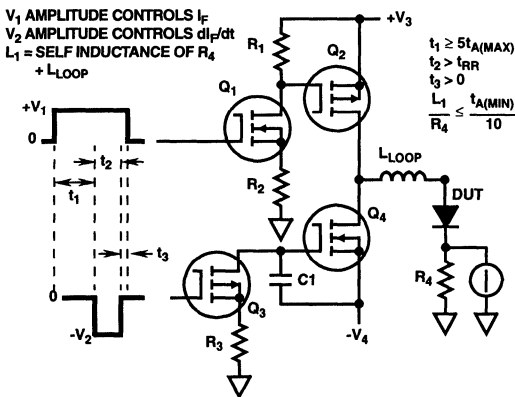 V1 AMPLITUDE CONTROLS IF
V2 AMPLITUDE CONTROLS dIF/dt
L1 = SELF INDUCTANCE OF R4
+ LLOOP
+V1
0
t2
t1
t3
0
-V2
R1
Q1
Q2
+V3
R2
Q4
C1
Q3
R3
-V4
LLOOP
DUT
R4
t1 ≥ 5tA(MAX)
t2 > tRR
t3 > 0
L1/R4 ≤ tA(MIN)/10